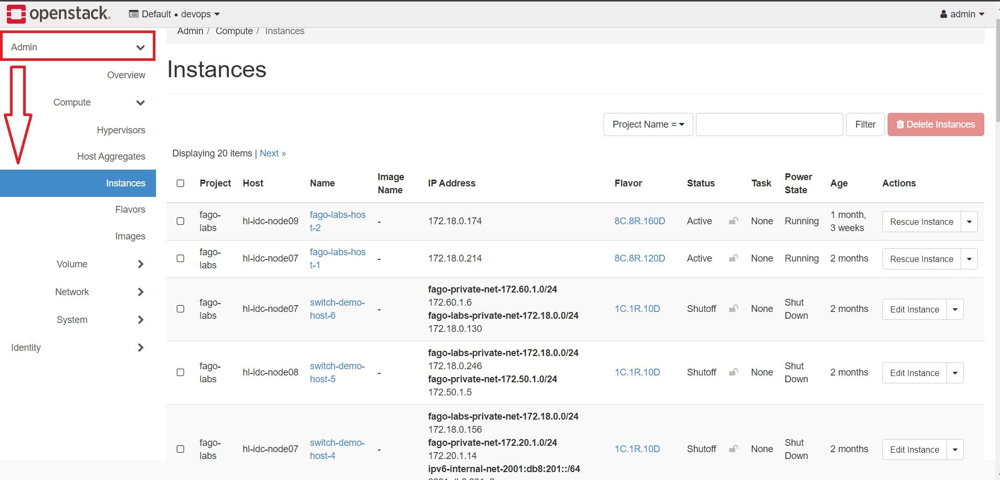 openstack.
Default • devops
admin
Admin
Overview
Compute
Hypervisors
Host Aggregates
Instances
Flavors
Images
Volume
Network
System
Identity
Admin / Compute / Instances
Instances
Project Name =
Filter
Delete Instances
Displaying 20 items | Next »
Project Host Name Image Name IP Address Flavor Status Task Power State Age Actions
fago-labs hl-idc-node09 fago-labs-host-2 - 172.18.0.174 8C.8R.160D Active None Running 1 month, 3 weeks Rescue Instance
fago-labs hl-idc-node07 fago-labs-host-1 - 172.18.0.214 8C.8R.120D Active None Running 2 months Rescue Instance
fago-labs hl-idc-node07 switch-demo-host-6 -
fago-private-net-172.60.1.0/24
172.60.1.6
fago-labs-private-net-172.18.0.0/24
172.18.0.130
1C.1R.10D Shutoff None Shut Down 2 months Edit Instance
fago-labs hl-idc-node08 switch-demo-host-5 -
fago-labs-private-net-172.18.0.0/24
172.18.0.246
fago-private-net-172.50.1.0/24
172.50.1.5
1C.1R.10D Shutoff None Shut Down 2 months Edit Instance
fago-labs hl-idc-node07 switch-demo-host-4 -
fago-labs-private-net-172.18.0.0/24
172.18.0.156
fago-private-net-172.20.1.0/24
172.20.1.14
ipv6-internal-net-2001:db8:201::/64
1C.1R.10D Shutoff None Shut Down 2 months Edit Instance